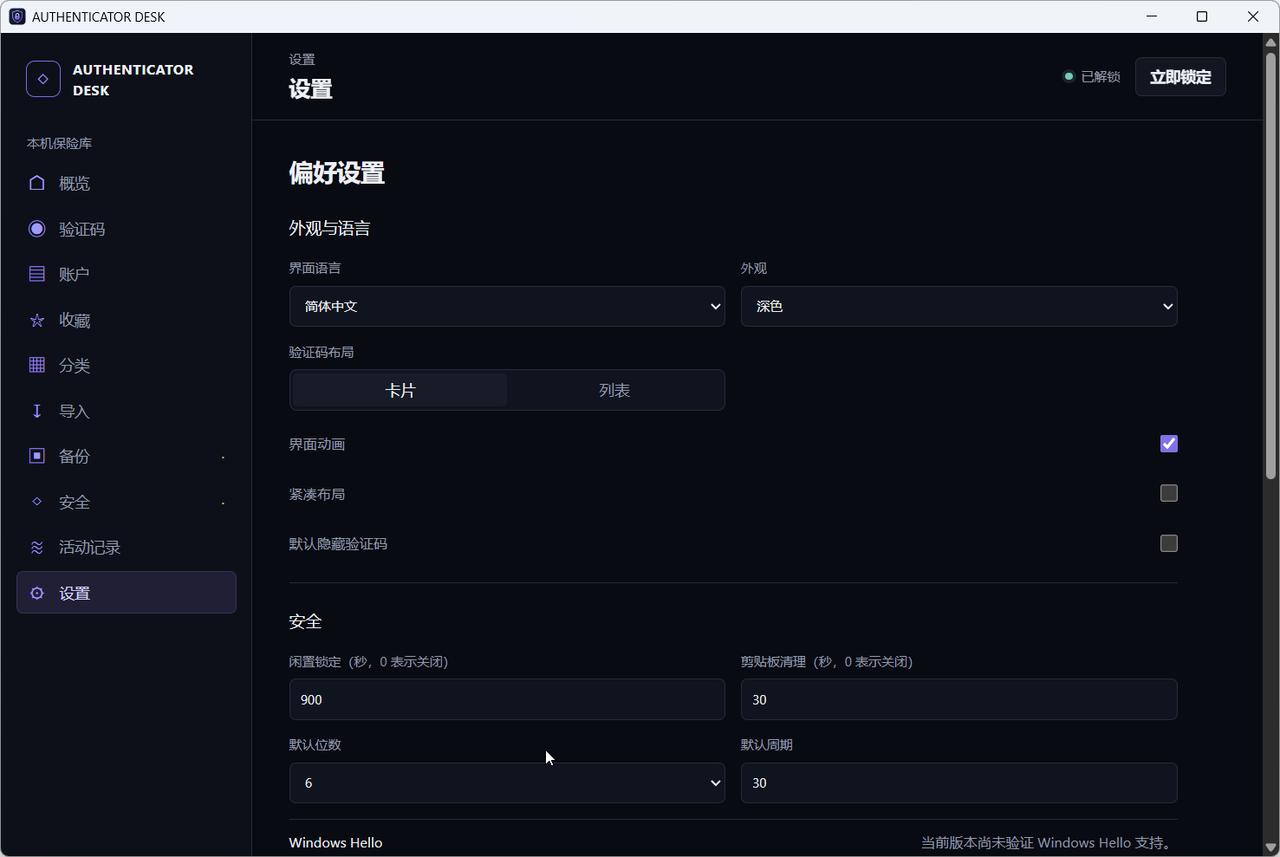 AUTHENTICATOR DESK
AUTHENTICATOR
DESK
本机保险库
概览
验证码
账户
收藏
分类
导入
备份
安全
活动记录
设置
设置
设置
已解锁
立即锁定
偏好设置
外观与语言
界面语言
外观
简体中文
深色
验证码布局
卡片
列表
界面动画
紧凑布局
默认隐藏验证码
安全
闲置锁定（秒，0 表示关闭）
剪贴板清理（秒，0 表示关闭）
900
30
默认位数
默认周期
6
30
Windows Hello
当前版本尚未验证 Windows Hello 支持。